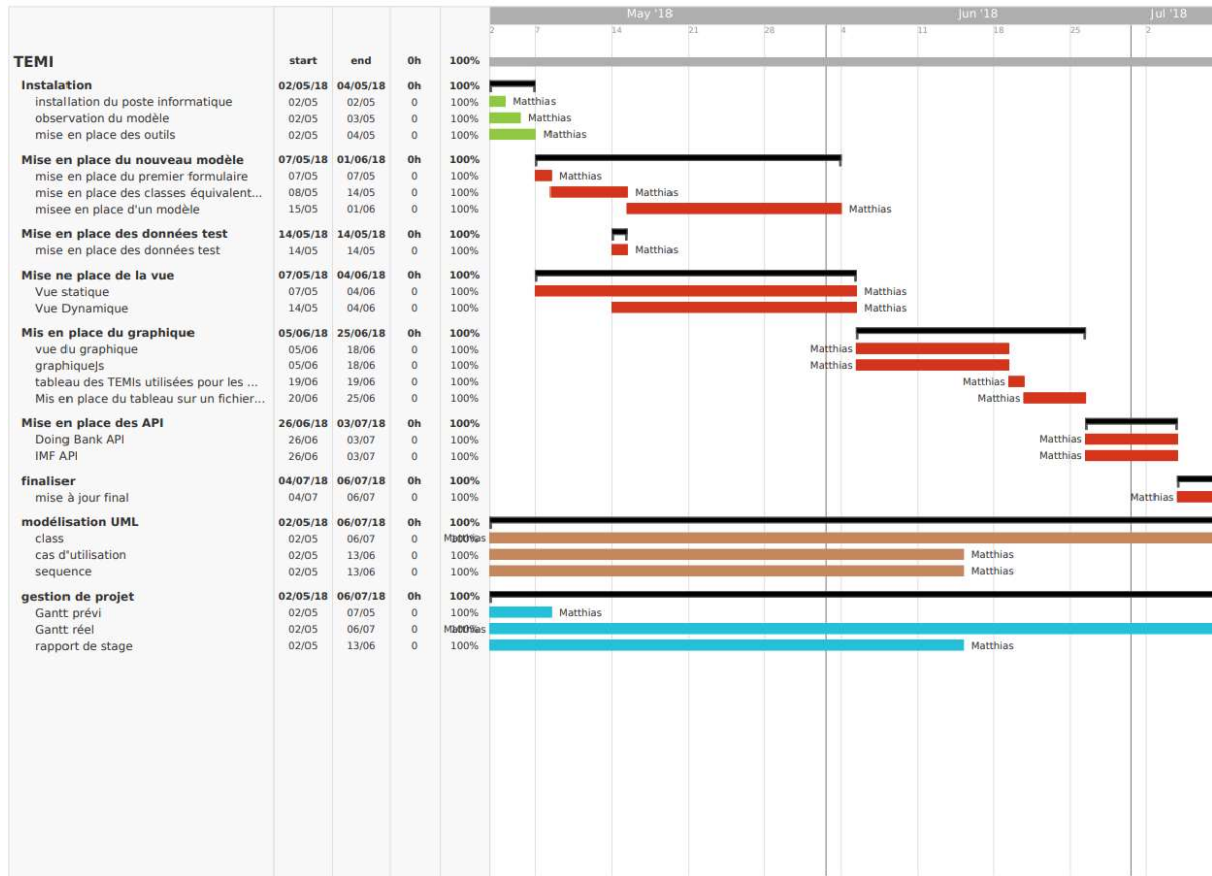 May '18 Jun '18 Jul '18
2 7 14 21 28 4 11 18 25 2
TEMI start end 0h 100%
Instalation 02/05/18 04/05/18 0h 100%
installation du poste informatique 02/05 02/05 0 100% Matthias
observation du modèle 02/05 03/05 0 100% Matthias
mise en place des outils 02/05 04/05 0 100% Matthias
Mise en place du nouveau modèle 07/05/18 01/06/18 0h 100%
mise en place du premier formulaire 07/05 07/05 0 100% Matthias
mise en place des classes équivalent... 08/05 14/05 0 100% Matthias
misee en place d'un modèle 15/05 01/06 0 100% Matthias
Mise en place des données test 14/05/18 14/05/18 0h 100%
mise en place des données test 14/05 14/05 0 100% Matthias
Mise ne place de la vue 07/05/18 04/06/18 0h 100%
Vue statique 07/05 04/06 0 100% Matthias
Vue Dynamique 14/05 04/06 0 100% Matthias
Mis en place du graphique 05/06/18 25/06/18 0h 100%
vue du graphique 05/06 18/06 0 100% Matthias
graphiqueJs 05/06 18/06 0 100% Matthias
tableau des TEMIs utilisées pour les ... 19/06 19/06 0 100% Matthias
Mis en place du tableau sur un fichier... 20/06 25/06 0 100% Matthias
Mise en place des API 26/06/18 03/07/18 0h 100%
Doing Bank API 26/06 03/07 0 100% Matthias
IMF API 26/06 03/07 0 100% Matthias
finaliser 04/07/18 06/07/18 0h 100%
mise à jour final 04/07 06/07 0 100% Matthias
modélisation UML 02/05/18 06/07/18 0h 100%
class 02/05 06/07 0 100% Matthias
cas d'utilisation 02/05 13/06 0 100% Matthias
sequence 02/05 13/06 0 100% Matthias
gestion de projet 02/05/18 06/07/18 0h 100%
Gantt prévi 02/05 07/05 0 100% Matthias
Gantt réel 02/05 06/07 0 100% Matthias
rapport de stage 02/05 13/06 0 100% Matthias